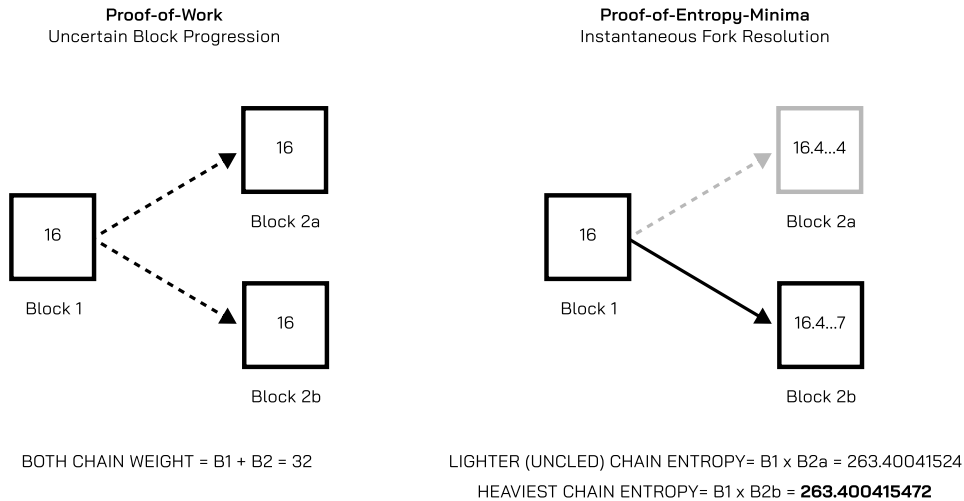 Proof-of-Work
Uncertain Block Progression
16
16
Block 2a
Block 1
16
Block 2b
BOTH CHAIN WEIGHT = B1 + B2 = 32
Proof-of-Entropy-Minima
Instantaneous Fork Resolution
16.4...4
16
Block 2a
Block 1
16.4...7
Block 2b
LIGHTER (UNCLED) CHAIN ENTROPY= B1 x B2a = 263.40041524
HEAVIEST CHAIN ENTROPY= B1 x B2b = 263.400415472